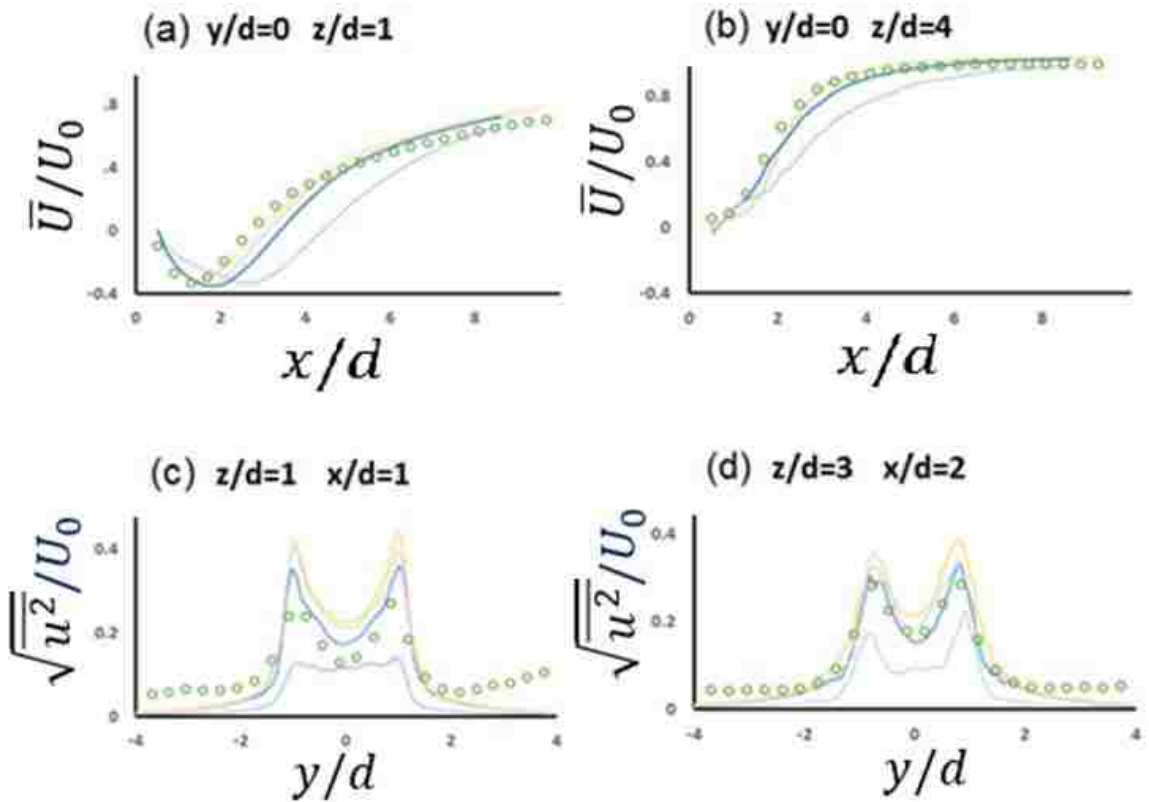 (a) y/d=0 z/d=1
(b) y/d=0 z/d=4
U̅/U₀
.8
.4
0
-0.4
0 2 4 6 8
x/d
U̅/U₀
0.8
0.4
0
-0.4
0 2 4 6 8
x/d
(c) z/d=1 x/d=1
(d) z/d=3 x/d=2
√u²/U₀
0.4
0.2
0
-4 -2 0 2 4
y/d
√u²/U₀
0.4
0.2
0
-4 -2 0 2 4
y/d